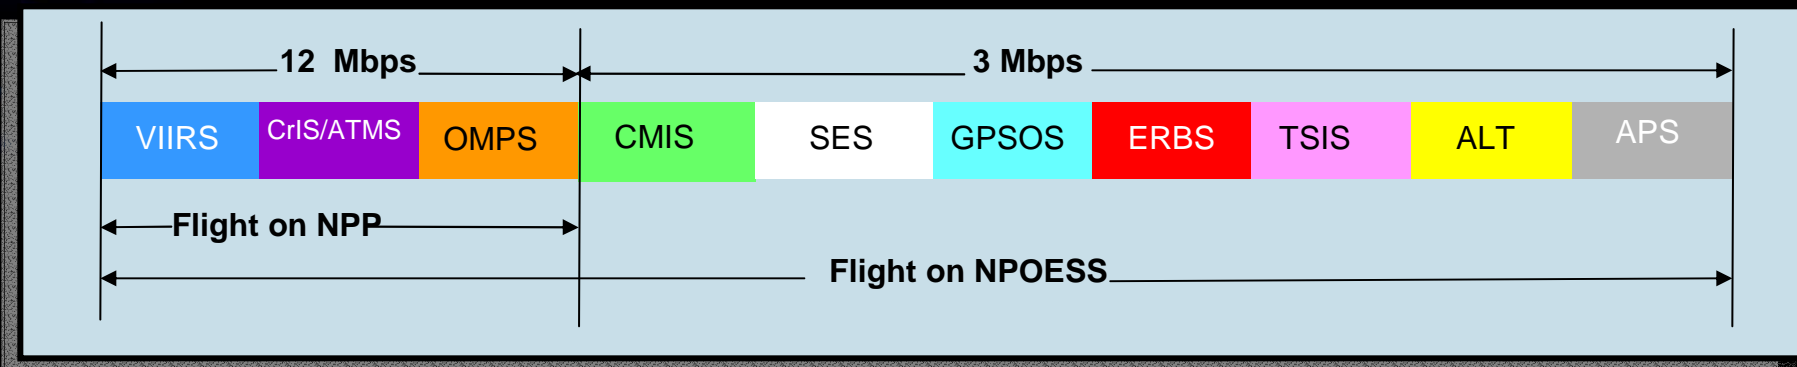 12 Mbps 3 Mbps
VIIRS CrIS/ATMS OMPS CMIS SES GPSOS ERBS TSIS ALT APS
Flight on NPP
Flight on NPOESS